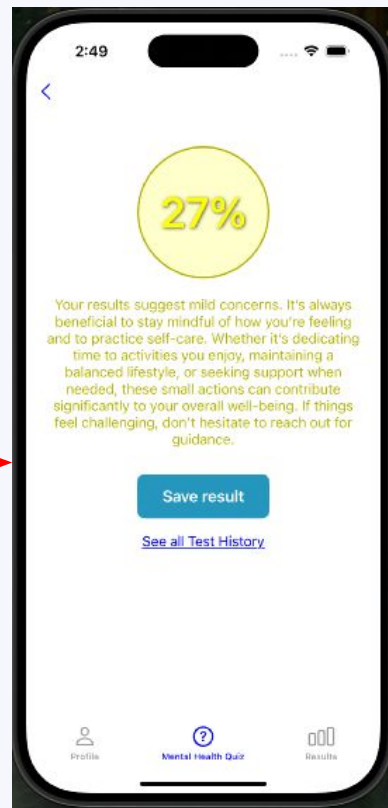 2:49
27%
Your results suggest mild concerns. It's always
beneficial to stay mindful of how you're feeling
and to practice self-care. Whether it's dedicating
time to activities you enjoy, maintaining a
balanced lifestyle, or seeking support when
needed, these small actions can contribute
significantly to your overall well-being. If things
feel challenging, don't hesitate to reach out for
guidance.
Save result
See all Test History
Profile
Mental Health Quiz
Results